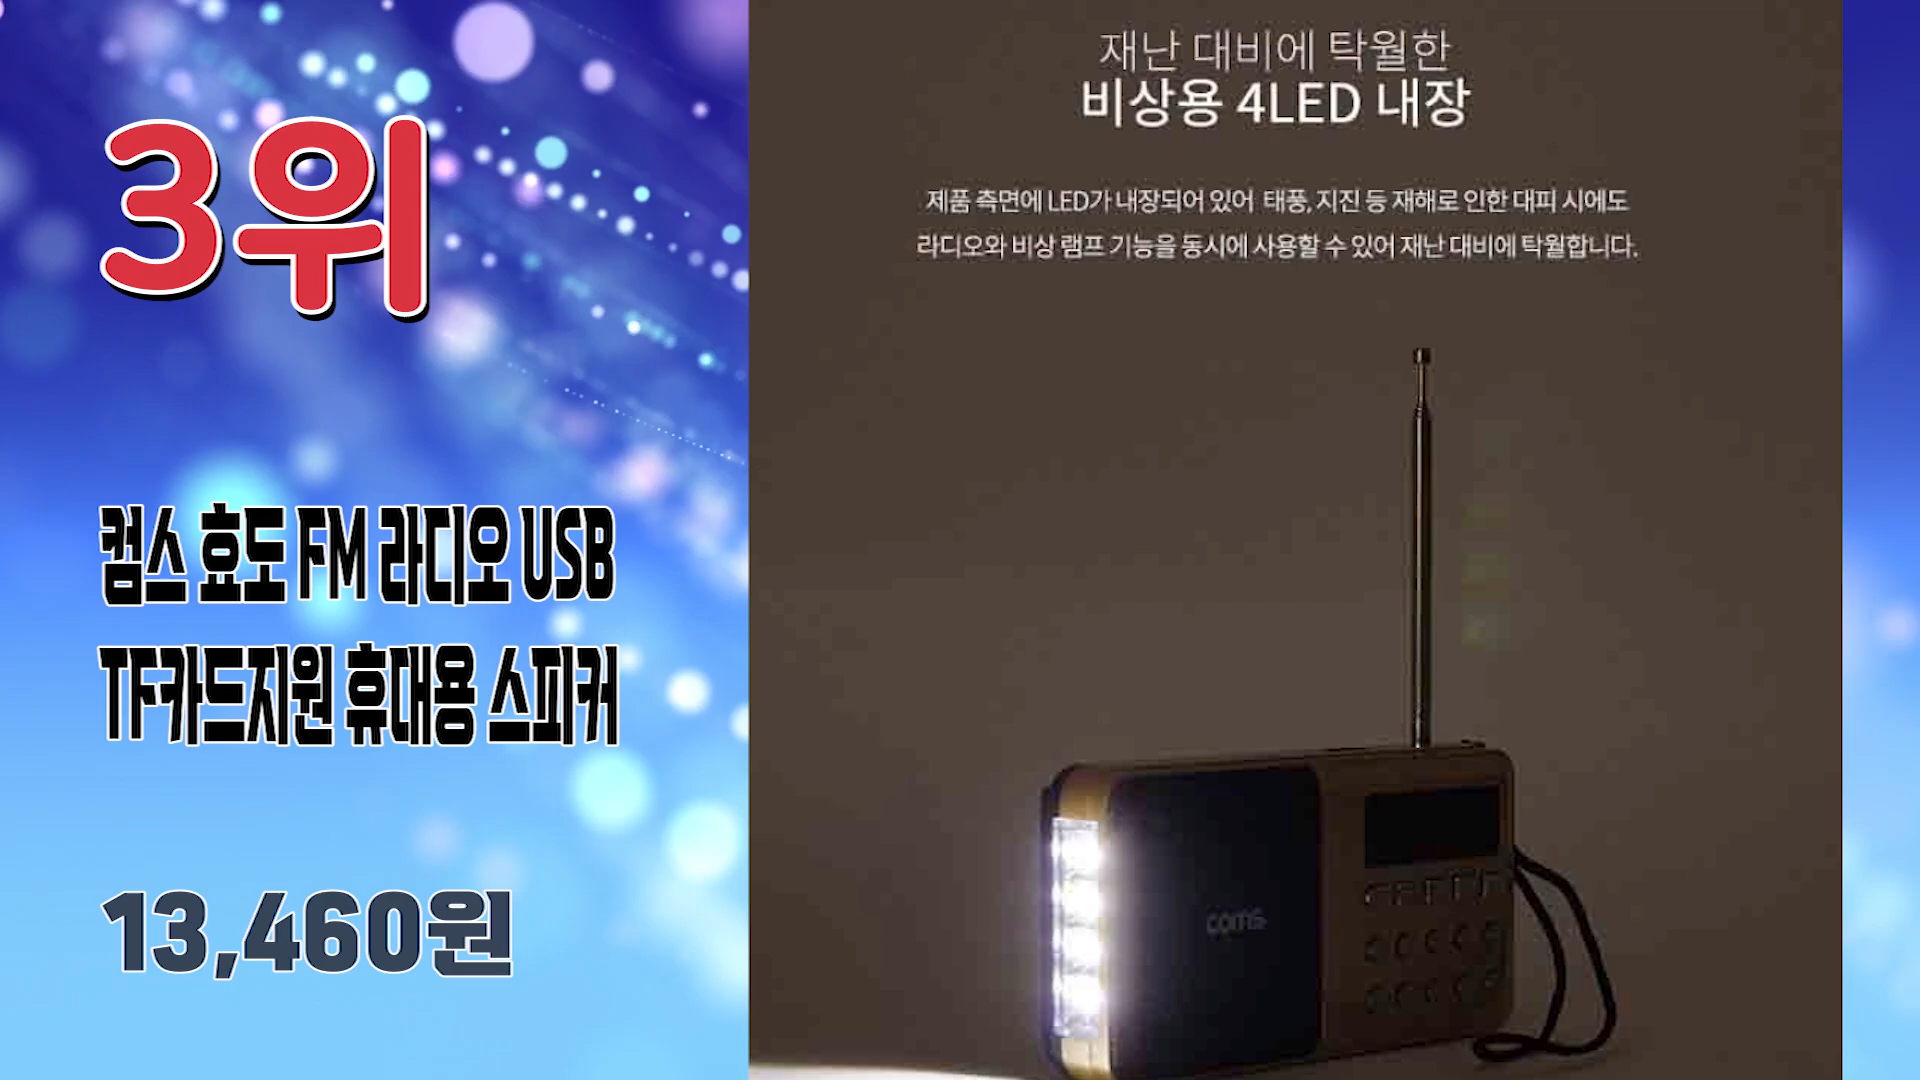 3위
컴스 효도 FM 라디오 USB
TF카드지원 휴대용 스피커
13,460원
재난 대비에 탁월한
비상용 4LED 내장
제품 측면에 LED가 내장되어 있어 태풍, 지진 등 재해로 인한 대피 시에도
라디오와 비상 램프 기능을 동시에 사용할 수 있어 재난 대비에 탁월합니다.
coms